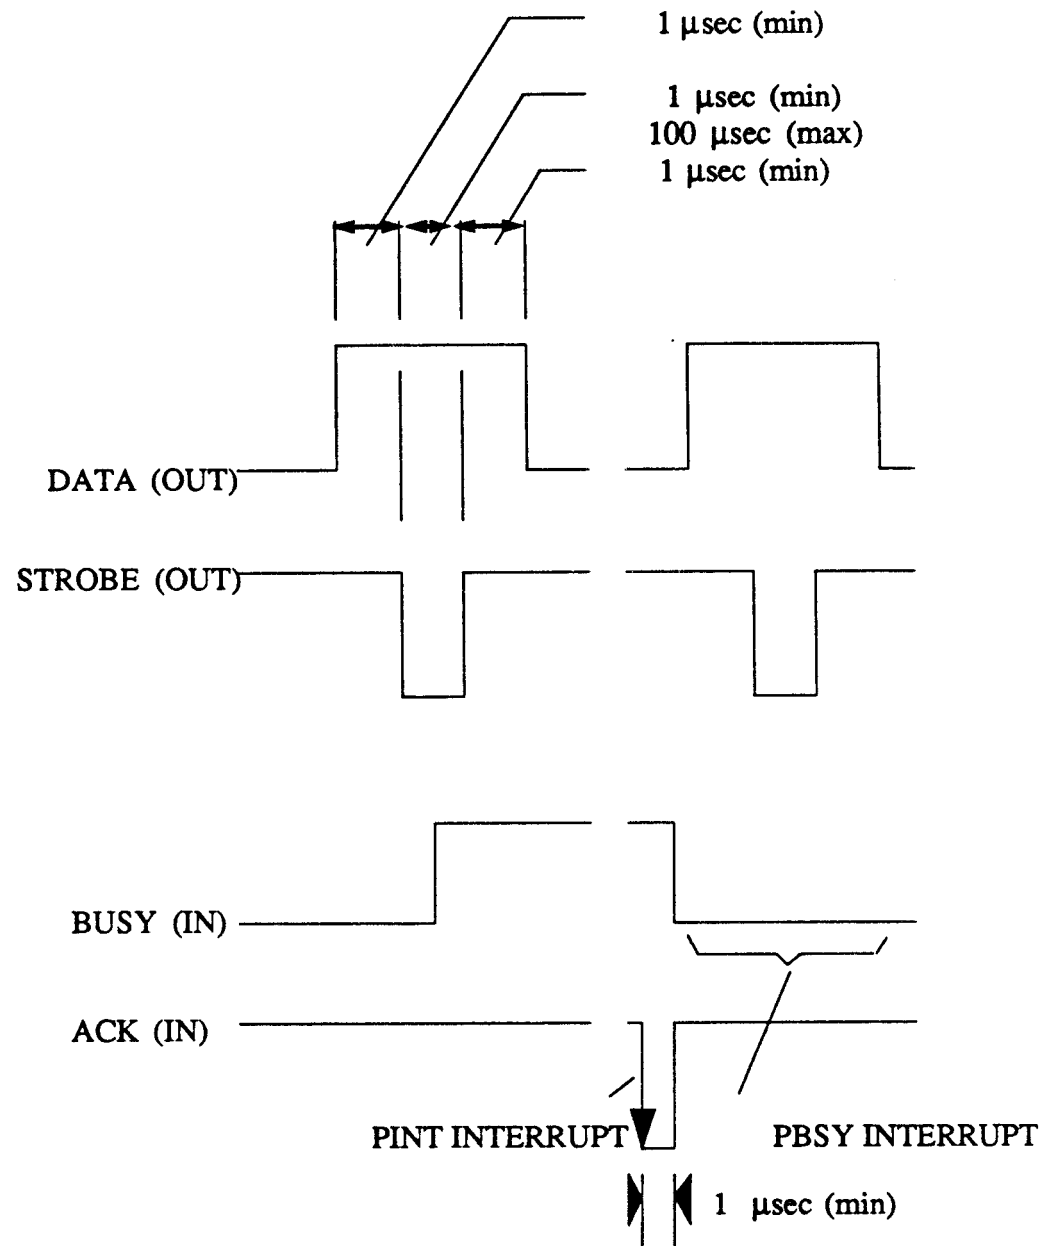 1 µsec (min)
1 µsec (min)
100 µsec (max)
1 µsec (min)
DATA (OUT)
STROBE (OUT)
BUSY (IN)
ACK (IN)
PINT INTERRUPT
PBSY INTERRUPT
1 µsec (min)